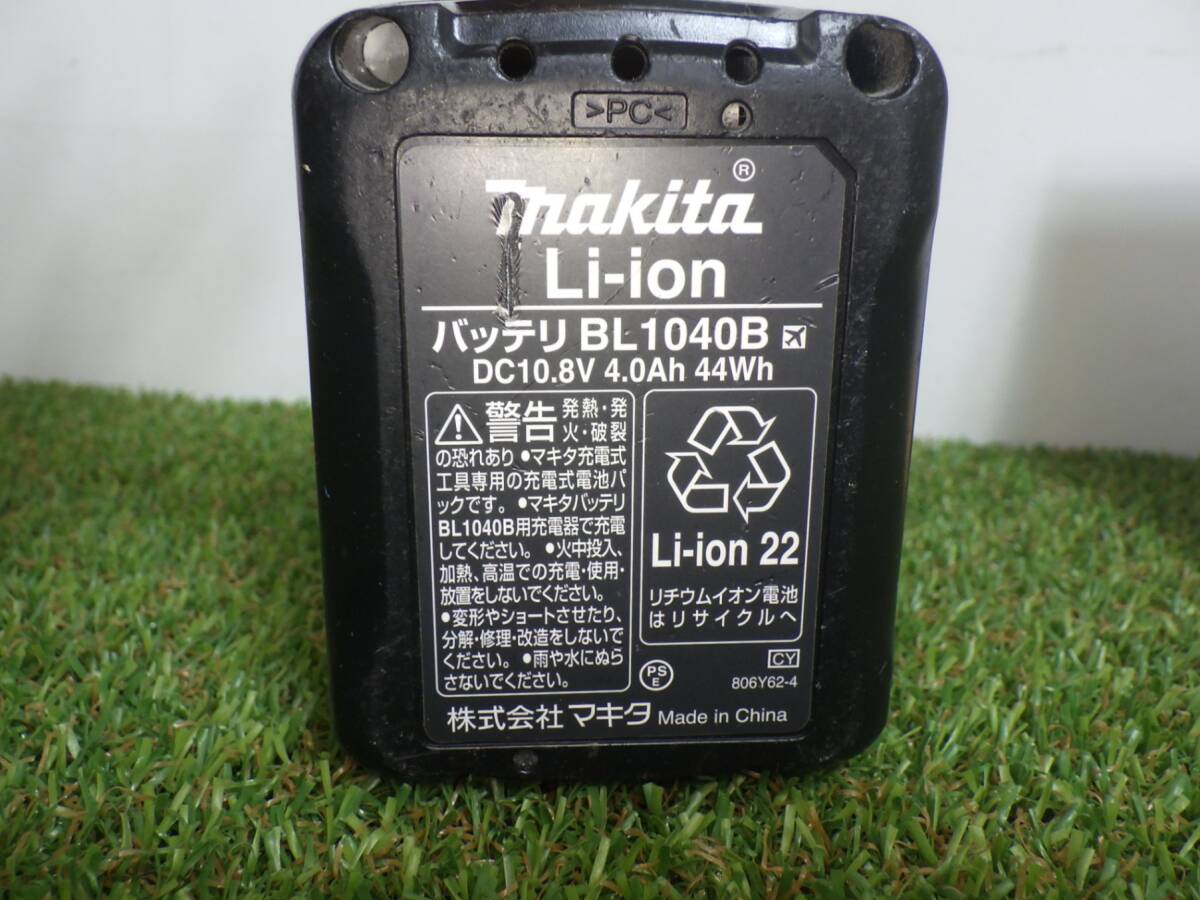 >PC<
makita®
Li-ion
バッテリ BL1040B
DC10.8V 4.0Ah 44Wh
警告 発熱・発
火・破裂
の恐れあり ●マキタ充電式
工具専用の充電式電池パ
ックです。 ●マキタバッテリ
BL1040B用充電器で充電
してください。 ●火中投入、
加熱、高温での充電・使用・
放置をしないでください。
●変形やショートさせたり、
分解・修理・改造をしないで
ください。 ●雨や水にぬら
さないでください。
Li-ion 22
リチウムイオン電池
はリサイクルへ
PS
E
CY
806Y62-4
株式会社 マキタ Made in China